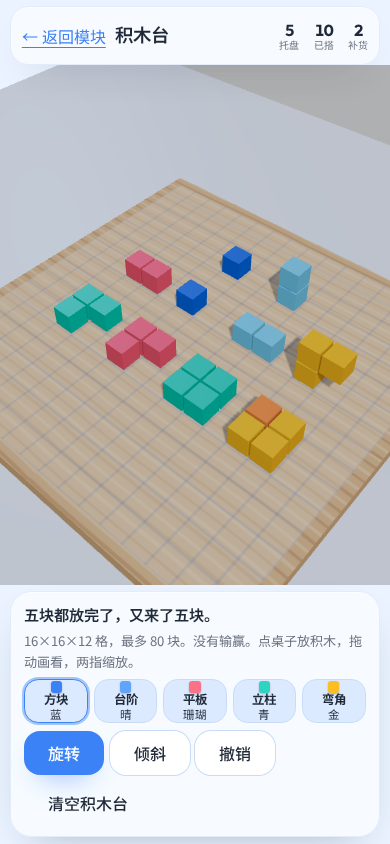 ← 返回模块 积木台
5 10 2
托盘 已搭 补货
五块都放完了，又来了五块。
16×16×12 格，最多 80 块。没有输赢。点桌子放积木，拖
动画看，两指缩放。
方块 台阶 平板 立柱 弯角
蓝 晴 珊瑚 青 金
旋转 倾斜 撤销
清空积木台